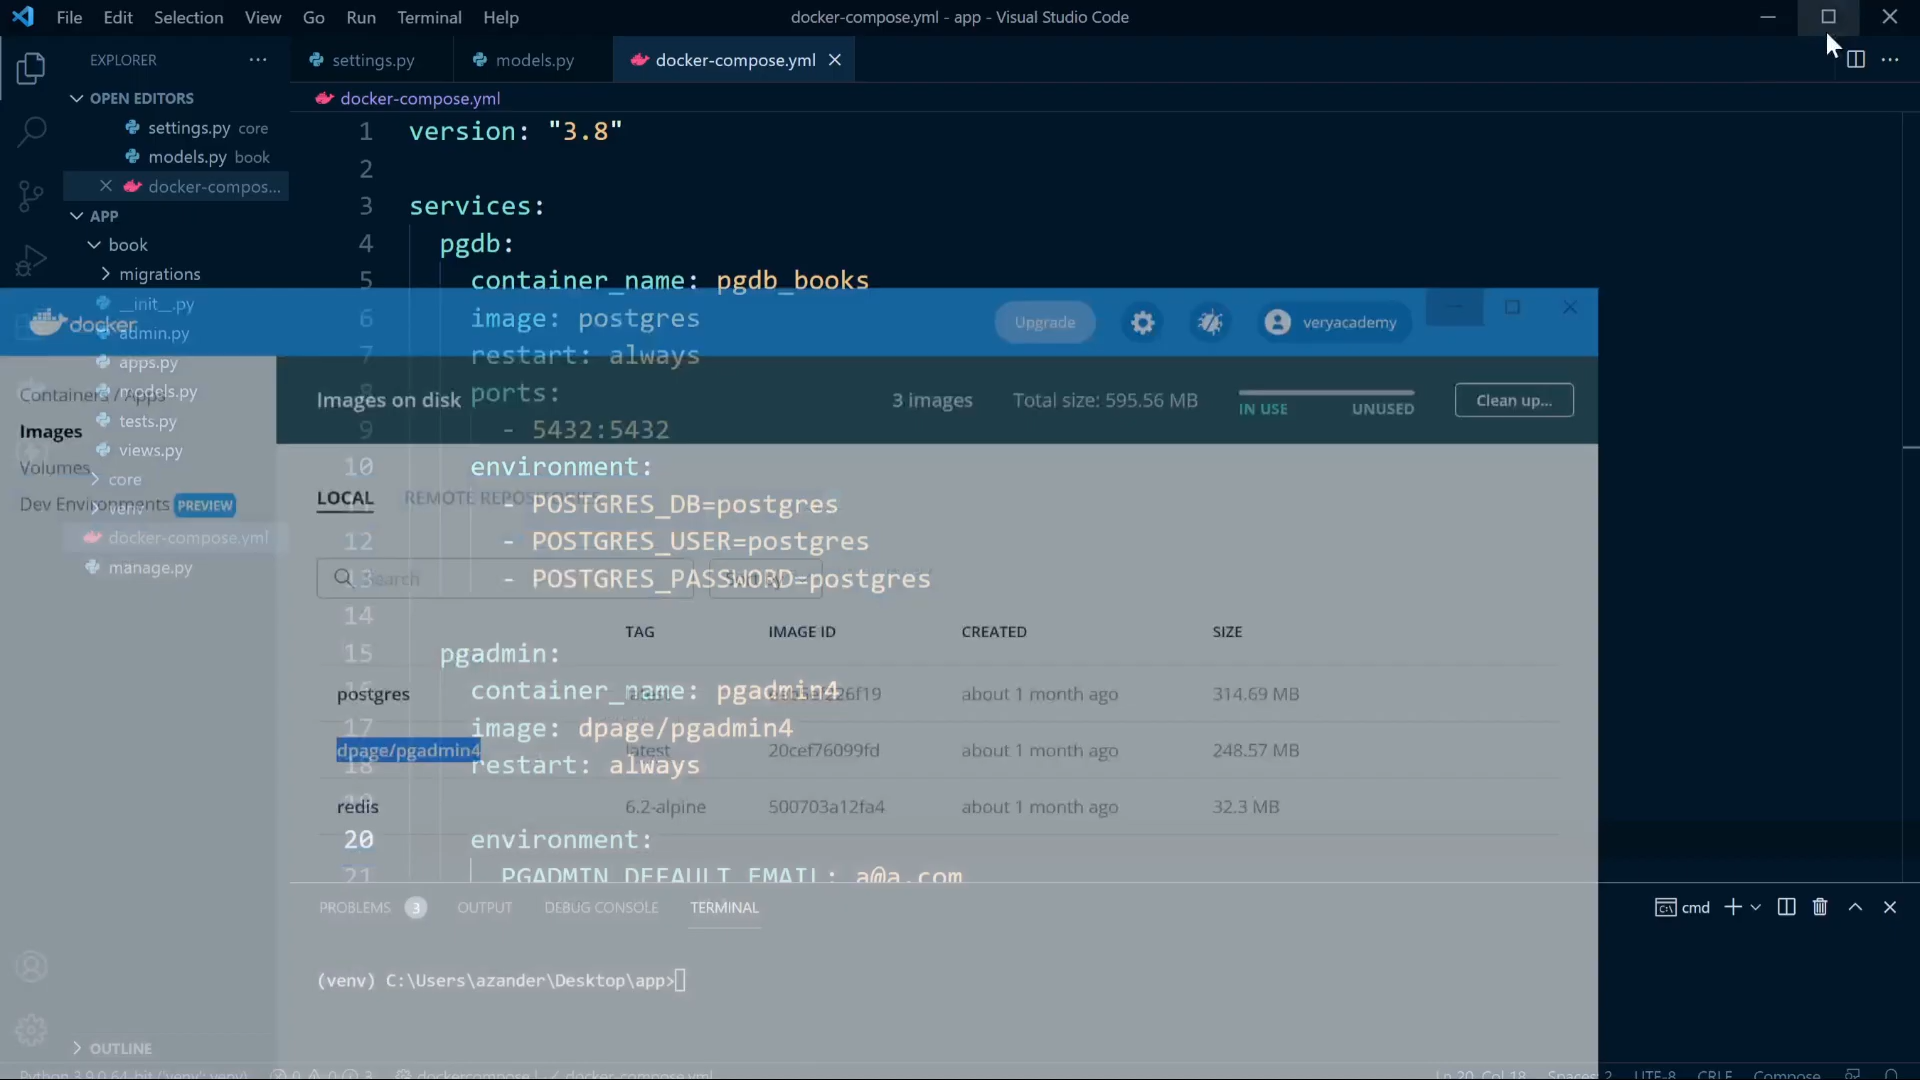 File Edit Selection View Go Run Terminal Help
docker-compose.yml - app - Visual Studio Code
EXPLORER
settings.py
models.py
docker-compose.yml
OPEN EDITORS
settings.py core
models.py book
docker-compos...
APP
book
migrations
__init__.py
admin.py
apps.py
models.py
tests.py
views.py
core
venv
docker-compose.yml
manage.py
OUTLINE
docker-compose.yml
1 version: "3.8"
2
3 services:
4 pgdb:
5 container_name: pgdb_books
6 image: postgres
7 restart: always
8 ports:
9 - 5432:5432
10 environment:
11 - POSTGRES_DB=postgres
12 - POSTGRES_USER=postgres
13 - POSTGRES_PASSWORD=postgres
14
15 pgadmin:
container_name: pgadmin4
17 image: dpage/pgadmin4
18 restart: always
20 environment:
21 PGADMIN_DEFAULT_EMAIL: a@a.com
docker
Upgrade
veryacademy
Containers / Apps
Images
Volumes
Dev Environments PREVIEW
Images on disk
3 images
Total size: 595.56 MB
IN USE
UNUSED
Clean up...
LOCAL
REMOTE REPOSITORIES
Search
TAG IMAGE ID CREATED SIZE
postgres about 1 month ago 314.69 MB
dpage/pgadmin4 latest 20cef76099fd about 1 month ago 248.57 MB
redis 6.2-alpine 500703a12fa4 about 1 month ago 32.3 MB
PROBLEMS 3 OUTPUT DEBUG CONSOLE TERMINAL
cmd
(venv) C:\Users\azander\Desktop\app>
Python 3.9.0 64-bit ('venv': venv)
docker-compose.yml
Ln 20, Col 18 Spaces: 2 UTF-8 CRLF Compose